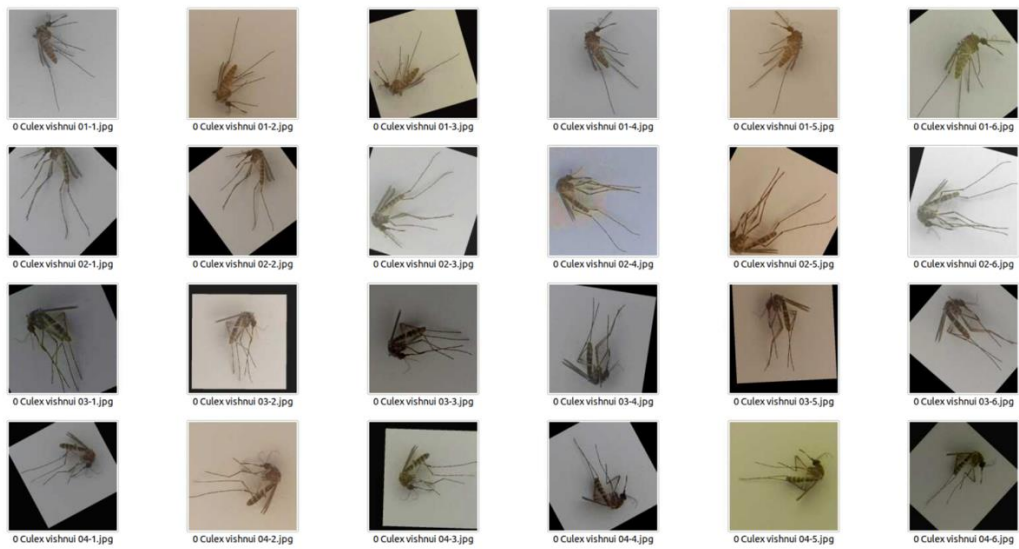 0 Culex vishnui 01-1.jpg
0 Culex vishnui 01-2.jpg
0 Culex vishnui 01-3.jpg
0 Culex vishnui 01-4.jpg
0 Culex vishnui 01-5.jpg
0 Culex vishnui 01-6.jpg
0 Culex vishnui 02-1.jpg
0 Culex vishnui 02-2.jpg
0 Culex vishnui 02-3.jpg
0 Culex vishnui 02-4.jpg
0 Culex vishnui 02-5.jpg
0 Culex vishnui 02-6.jpg
0 Culex vishnui 03-1.jpg
0 Culex vishnui 03-2.jpg
0 Culex vishnui 03-3.jpg
0 Culex vishnui 03-4.jpg
0 Culex vishnui 03-5.jpg
0 Culex vishnui 03-6.jpg
0 Culex vishnui 04-1.jpg
0 Culex vishnui 04-2.jpg
0 Culex vishnui 04-3.jpg
0 Culex vishnui 04-4.jpg
0 Culex vishnui 04-5.jpg
0 Culex vishnui 04-6.jpg